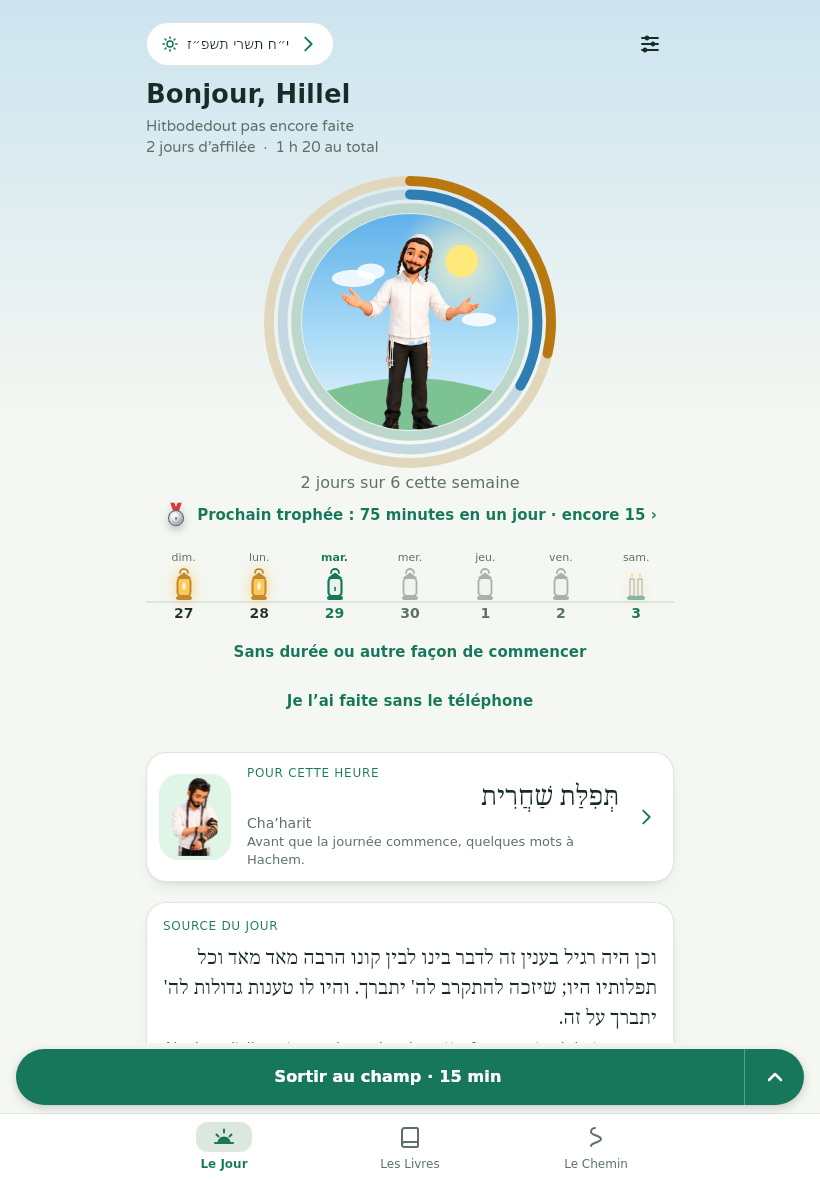 י״ח תשרי תשפ״ז
Bonjour, Hillel
Hitbodedout pas encore faite
2 jours d’affilée · 1 h 20 au total
2 jours sur 6 cette semaine
Prochain trophée : 75 minutes en un jour · encore 15 ›
dim. lun. mar. mer. jeu. ven. sam.
27 28 29 30 1 2 3
Sans durée ou autre façon de commencer
Je l’ai faite sans le téléphone
POUR CETTE HEURE
תְּפִלַּת שַׁחֲרִית
Cha’harit
Avant que la journée commence, quelques mots à
Hachem.
SOURCE DU JOUR
וכן היה רגיל בענין זה לדבר בינו לבין קונו הרבה מאד מאד וכל
תפלותיו היו; שיזכה להתקרב לה' יתברך. והיו לו טענות גדולות לה'
יתברך על זה.
Sortir au champ · 15 min
Le Jour Les Livres Le Chemin